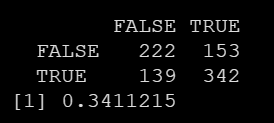 FALSE TRUE
FALSE 222 153
TRUE 139 342
[1] 0.3411215